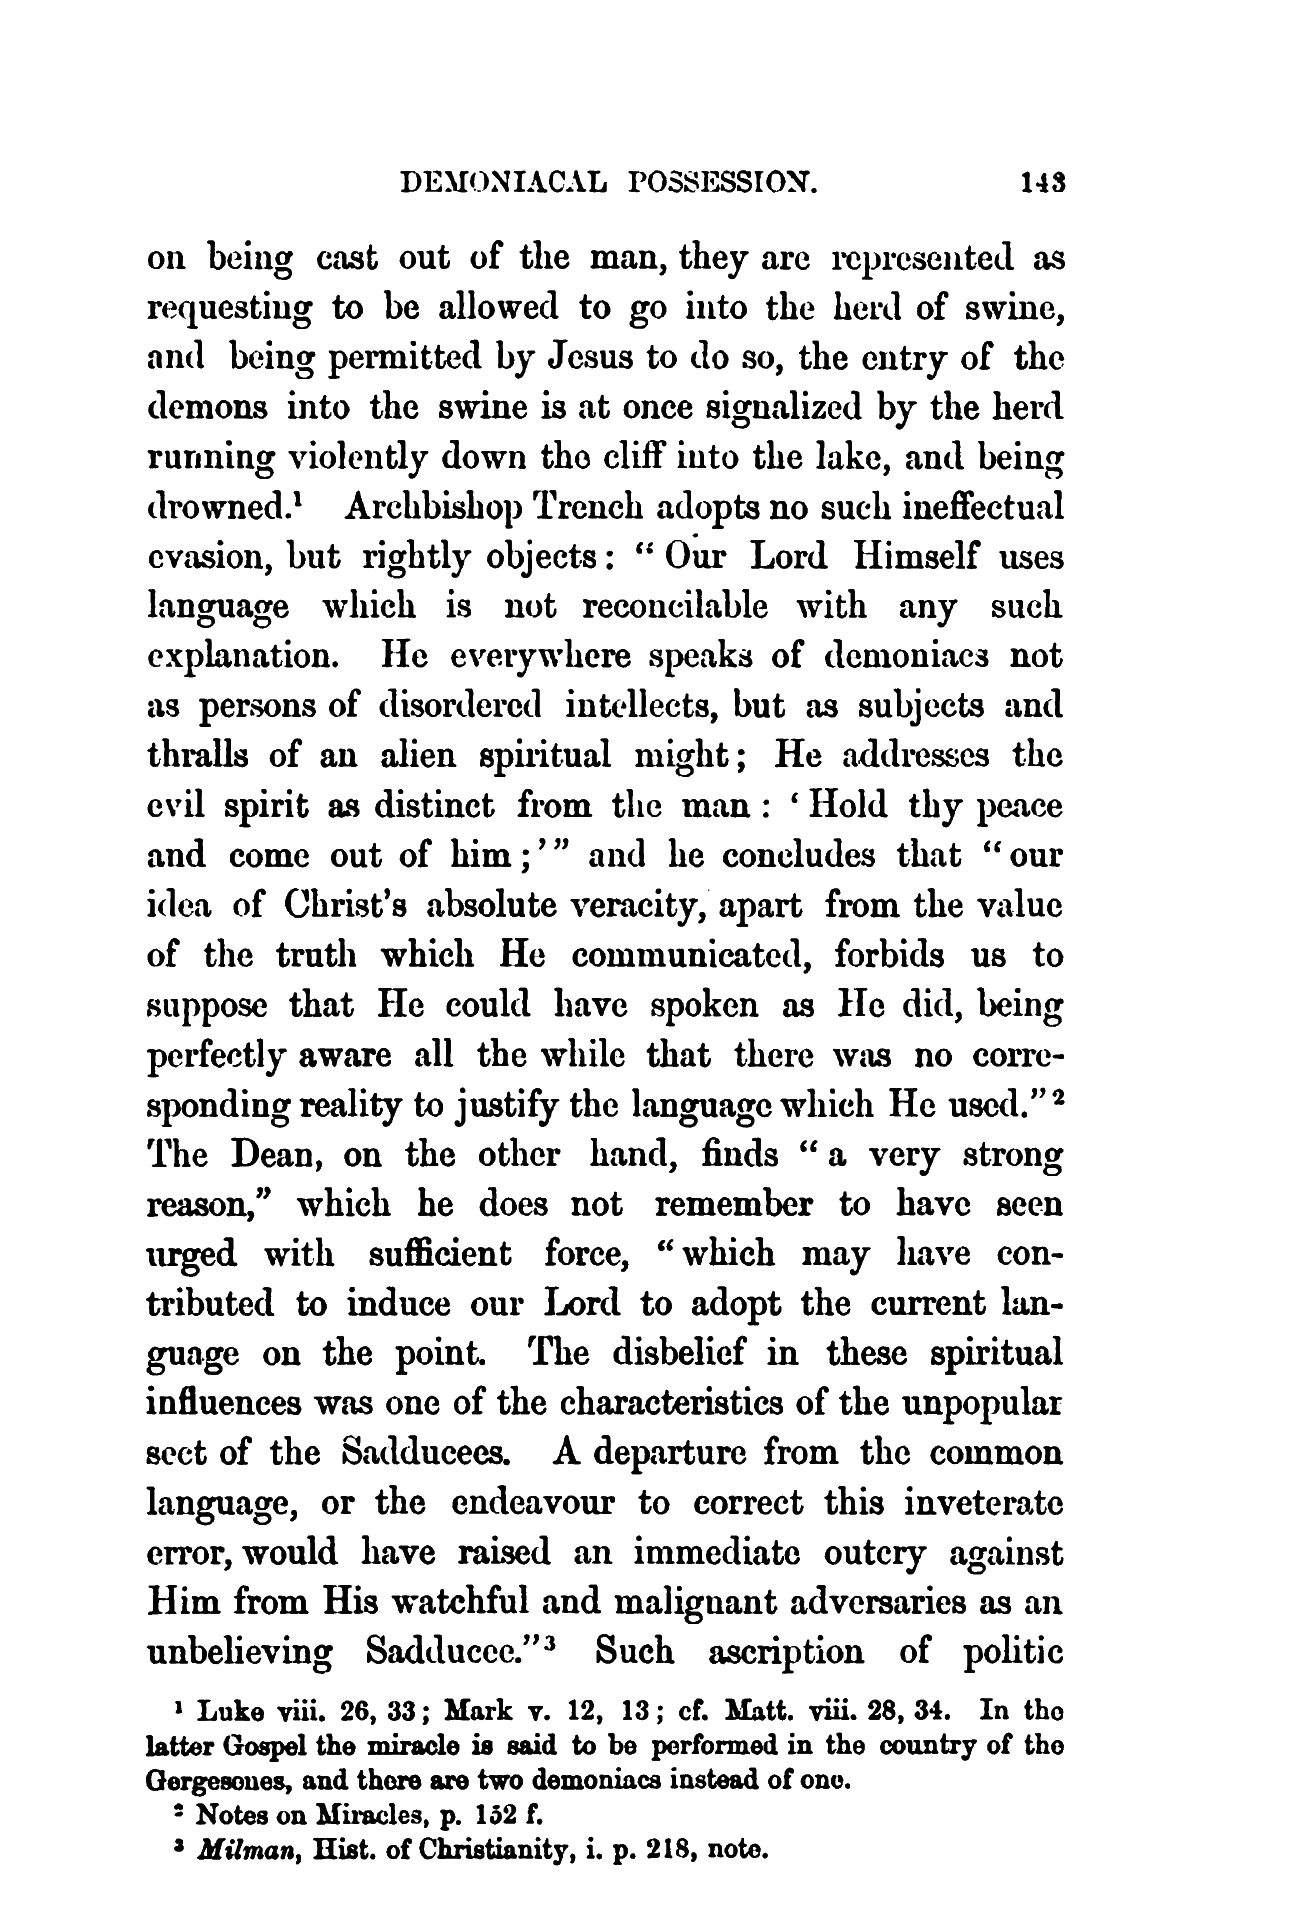 DEMONIACAL POSSESSION. 143
on being cast out of the man, they are represented as
requesting to be allowed to go into the herd of swine,
and being permitted by Jesus to do so, the entry of the
demons into the swine is at once signalized by the herd
running violently down the cliff into the lake, and being
drowned.¹ Archbishop Trench adopts no such ineffectual
evasion, but rightly objects: “Our Lord Himself uses
language which is not reconcilable with any such
explanation. He everywhere speaks of demoniacs not
as persons of disordered intellects, but as subjects and
thralls of an alien spiritual might; He addresses the
evil spirit as distinct from the man: ‘Hold thy peace
and come out of him;’” and he concludes that “our
idea of Christ's absolute veracity, apart from the value
of the truth which He communicated, forbids us to
suppose that He could have spoken as He did, being
perfectly aware all the while that there was no corre-
sponding reality to justify the language which He used.”²
The Dean, on the other hand, finds “a very strong
reason,” which he does not remember to have seen
urged with sufficient force, “which may have con-
tributed to induce our Lord to adopt the current lan-
guage on the point. The disbelief in these spiritual
influences was one of the characteristics of the unpopular
sect of the Sadducees. A departure from the common
language, or the endeavour to correct this inveterate
error, would have raised an immediate outcry against
Him from His watchful and malignant adversaries as an
unbelieving Sadducee.”³ Such ascription of politic
¹ Luke viii. 26, 33; Mark v. 12, 13; cf. Matt. viii. 28, 34. In the
latter Gospel the miracle is said to be performed in the country of the
Gergesenes, and there are two demoniacs instead of one.
² Notes on Miracles, p. 152 f.
³ Milman, Hist. of Christianity, i. p. 218, note.